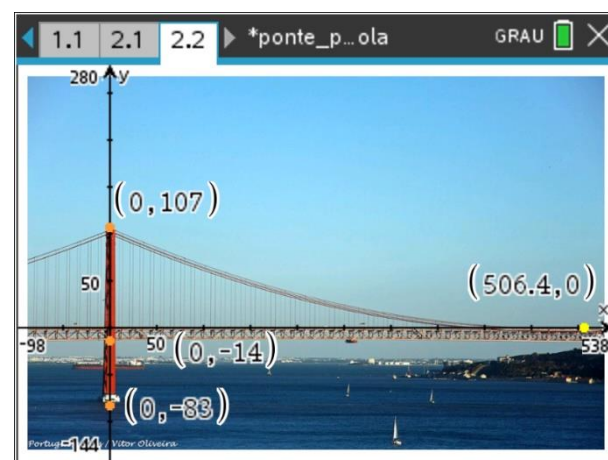 1.1 2.1 2.2 *ponte_p…ola GRAU
280 y
(0,107)
50
(506.4,0)
x
-98 50 (0,-14) 538
(0,-83)
-144 / Vitor Oliveira